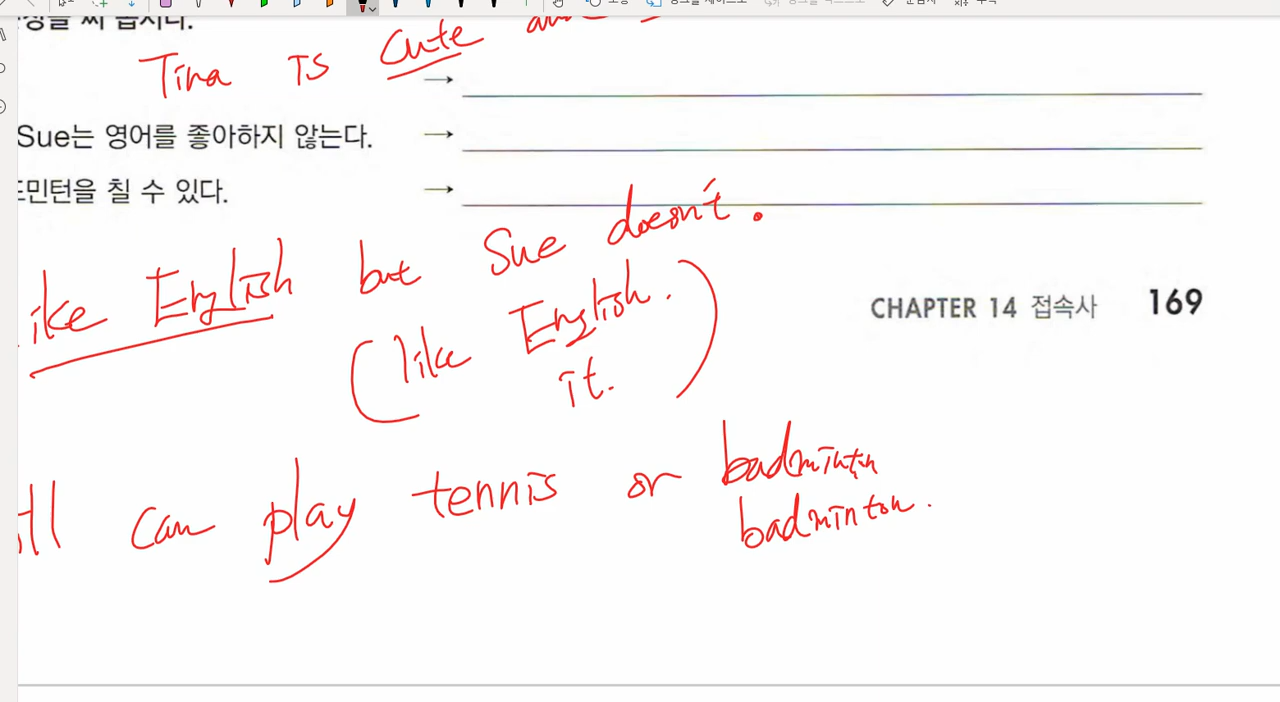 Tina is cute
→
Sue는 영어를 좋아하지 않는다. →
드민턴을 칠 수 있다. →
like English but Sue doesn't.
(like English.
it.)
can play tennis or badminton
badminton.
CHAPTER 14 접속사 169